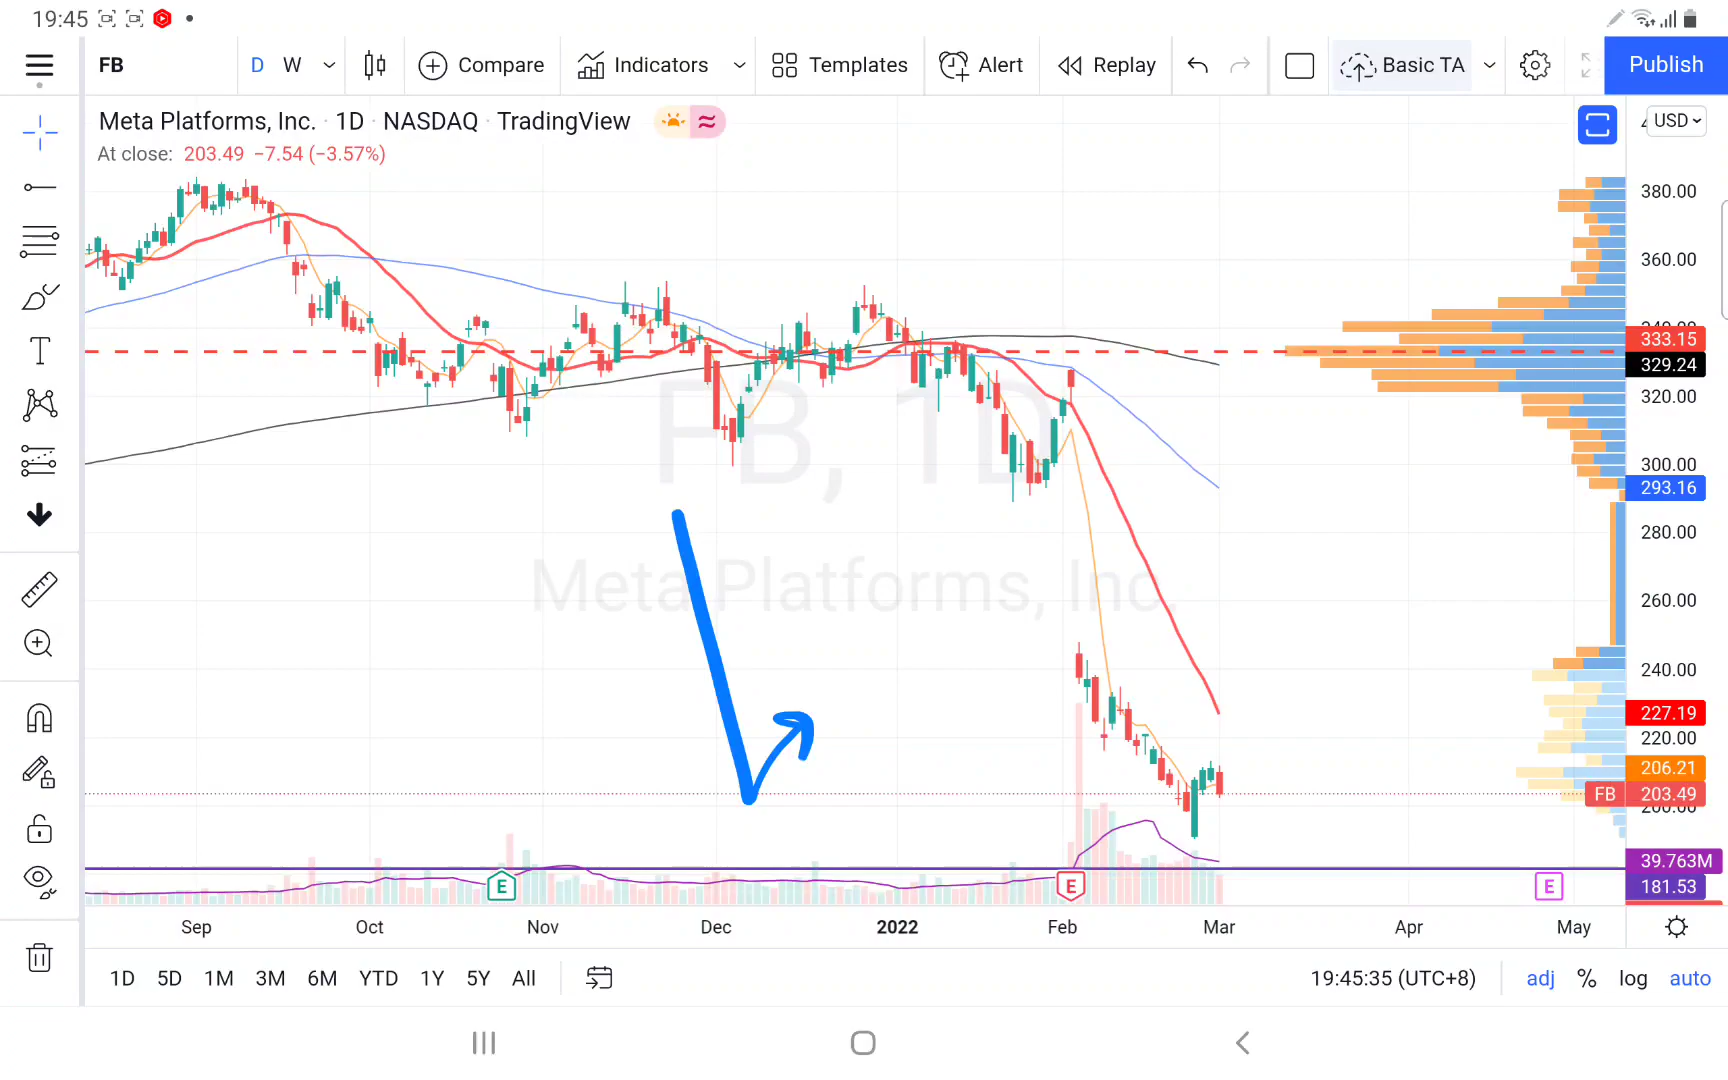 19:45
FB D W Compare Indicators Templates Alert Replay Basic TA Publish
Meta Platforms, Inc. · 1D · NASDAQ · TradingView
USD
At close: 203.49 −7.54 (−3.57%)
380.00
360.00
340.00
333.15
329.24
320.00
300.00
293.16
280.00
260.00
240.00
227.19
220.00
206.21
FB 203.49
200.00
39.763M
181.53
FB, 1D
Meta Platforms, Inc
E E E
Sep Oct Nov Dec 2022 Feb Mar Apr May
1D 5D 1M 3M 6M YTD 1Y 5Y All 19:45:35 (UTC+8) adj % log auto